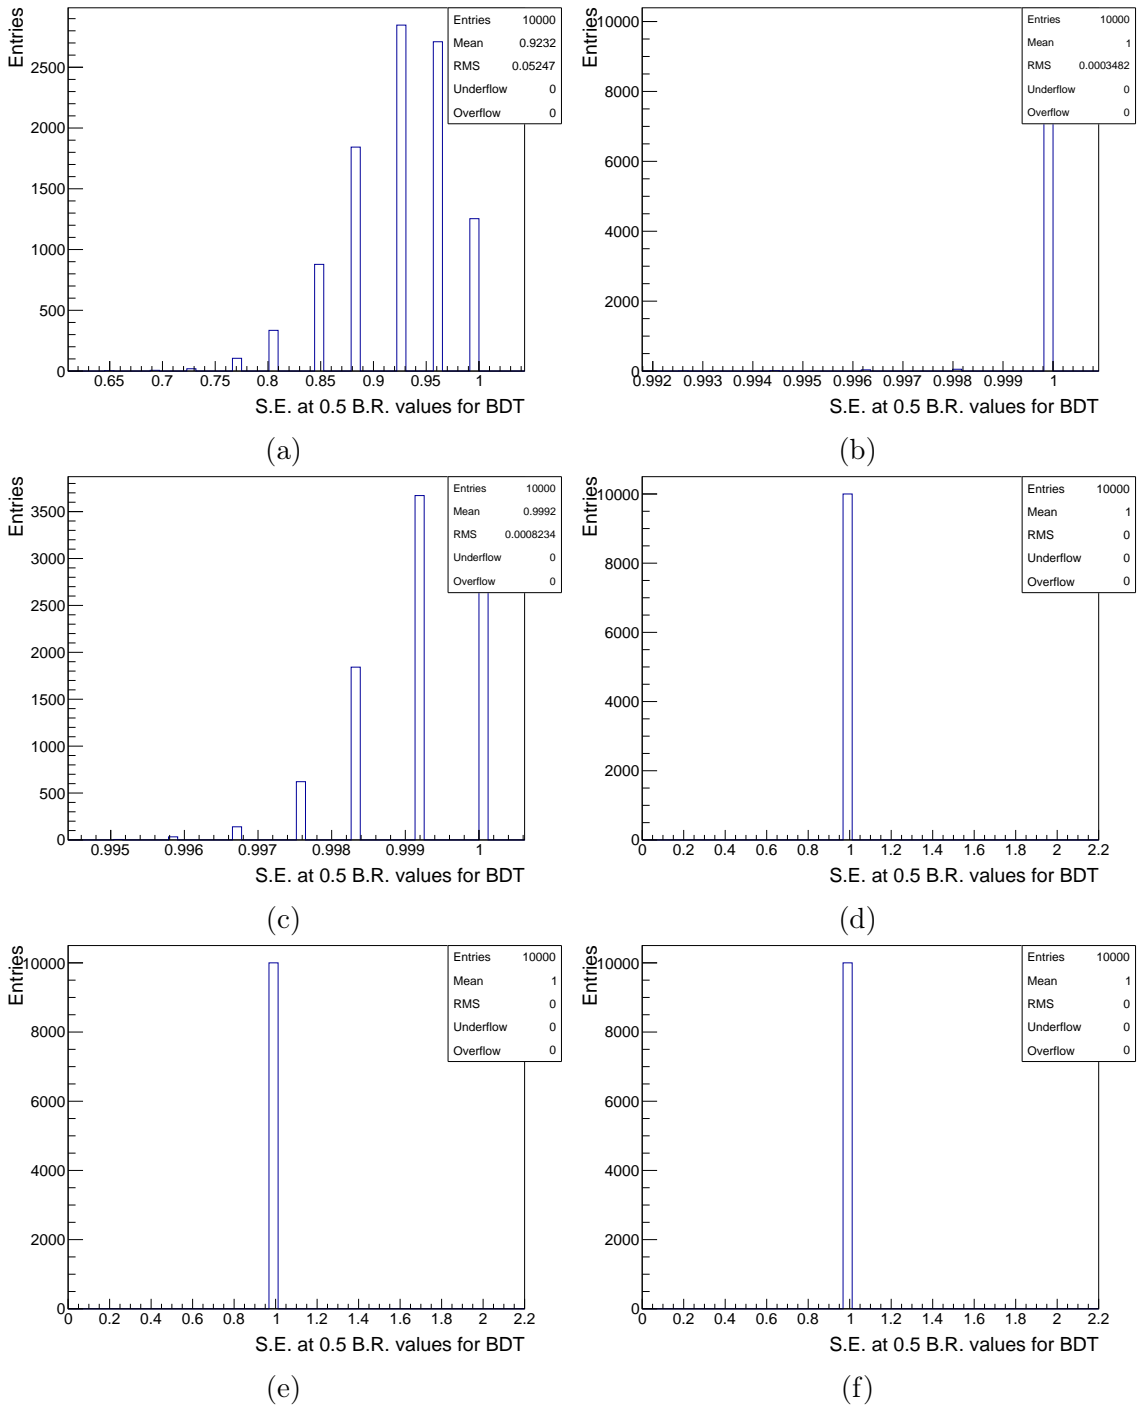 Entries
2500
2000
1500
1000
500
0
Entries 10000
Mean 0.9232
RMS 0.05247
Underflow 0
Overflow 0
0.65 0.7 0.75 0.8 0.85 0.9 0.95 1
S.E. at 0.5 B.R. values for BDT
(a)
Entries
10000
8000
6000
4000
2000
0
Entries 10000
Mean 1
RMS 0.0003482
Underflow 0
Overflow 0
0.992 0.993 0.994 0.995 0.996 0.997 0.998 0.999 1
S.E. at 0.5 B.R. values for BDT
(b)
Entries
3500
3000
2500
2000
1500
1000
500
0
Entries 10000
Mean 0.9992
RMS 0.0008234
Underflow 0
Overflow 0
0.995 0.996 0.997 0.998 0.999 1
S.E. at 0.5 B.R. values for BDT
(c)
Entries
10000
8000
6000
4000
2000
0
Entries 10000
Mean 1
RMS 0
Underflow 0
Overflow 0
0 0.2 0.4 0.6 0.8 1 1.2 1.4 1.6 1.8 2 2.2
S.E. at 0.5 B.R. values for BDT
(d)
Entries
10000
8000
6000
4000
2000
0
Entries 10000
Mean 1
RMS 0
Underflow 0
Overflow 0
0 0.2 0.4 0.6 0.8 1 1.2 1.4 1.6 1.8 2 2.2
S.E. at 0.5 B.R. values for BDT
(e)
Entries
10000
8000
6000
4000
2000
0
Entries 10000
Mean 1
RMS 0
Underflow 0
Overflow 0
0 0.2 0.4 0.6 0.8 1 1.2 1.4 1.6 1.8 2 2.2
S.E. at 0.5 B.R. values for BDT
(f)